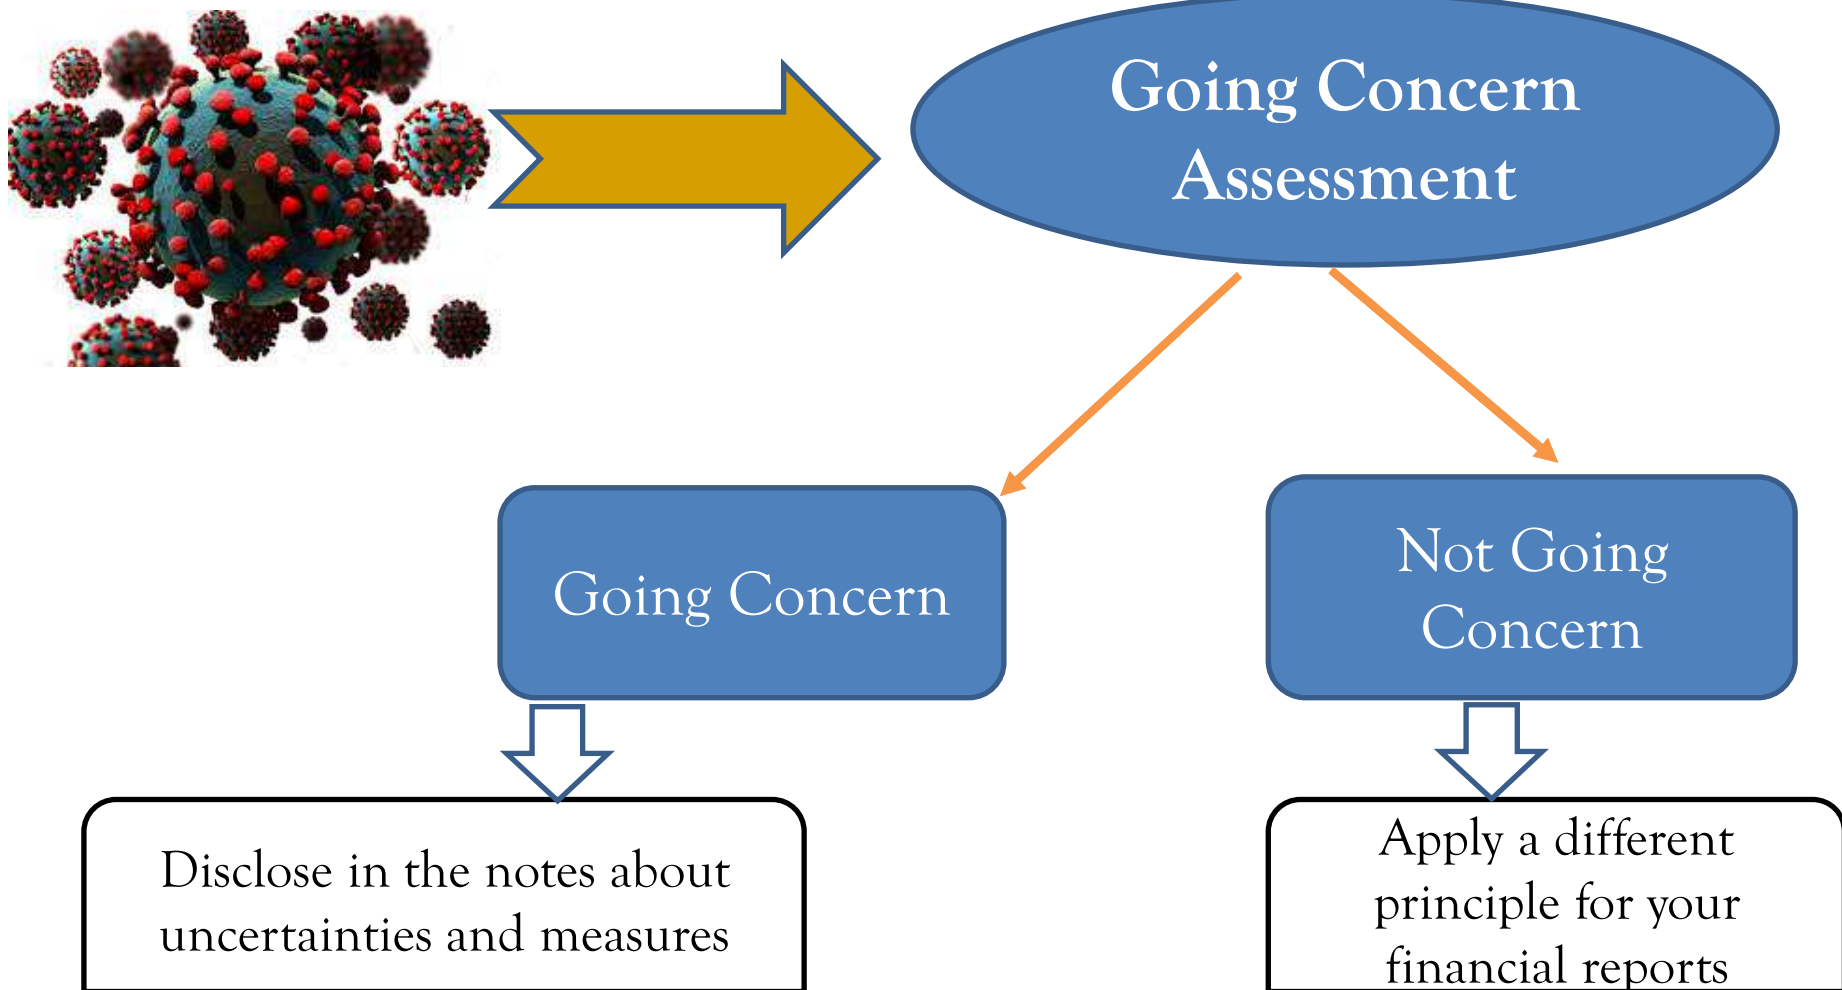 Going Concern
Assessment
Going Concern
Not Going
Concern
Disclose in the notes about
uncertainties and measures
Apply a different
principle for your
financial reports